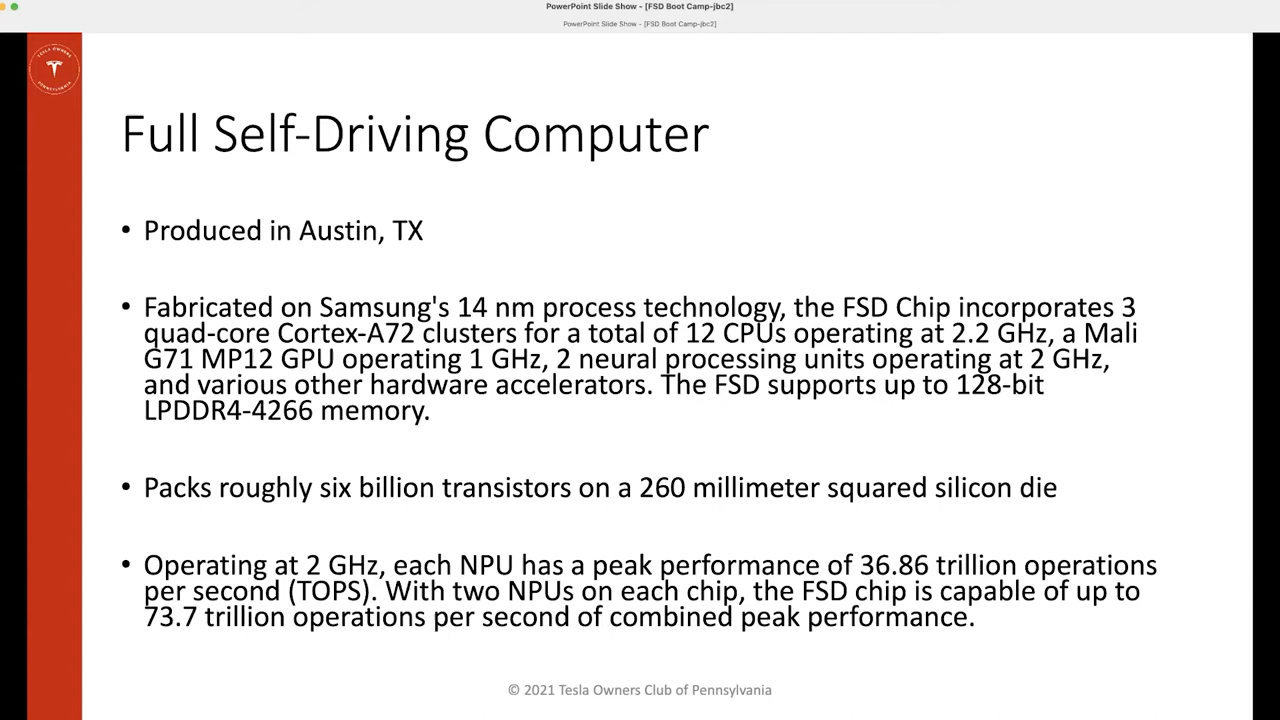 PowerPoint Slide Show - [FSD Boot Camp-jbc2]
PowerPoint Slide Show - [FSD Boot Camp-jbc2]
TESLA OWNERS
PENNSYLVANIA
Full Self-Driving Computer
• Produced in Austin, TX
• Fabricated on Samsung's 14 nm process technology, the FSD Chip incorporates 3
quad-core Cortex-A72 clusters for a total of 12 CPUs operating at 2.2 GHz, a Mali
G71 MP12 GPU operating 1 GHz, 2 neural processing units operating at 2 GHz,
and various other hardware accelerators. The FSD supports up to 128-bit
LPDDR4-4266 memory.
• Packs roughly six billion transistors on a 260 millimeter squared silicon die
• Operating at 2 GHz, each NPU has a peak performance of 36.86 trillion operations
per second (TOPS). With two NPUs on each chip, the FSD chip is capable of up to
73.7 trillion operations per second of combined peak performance.
© 2021 Tesla Owners Club of Pennsylvania